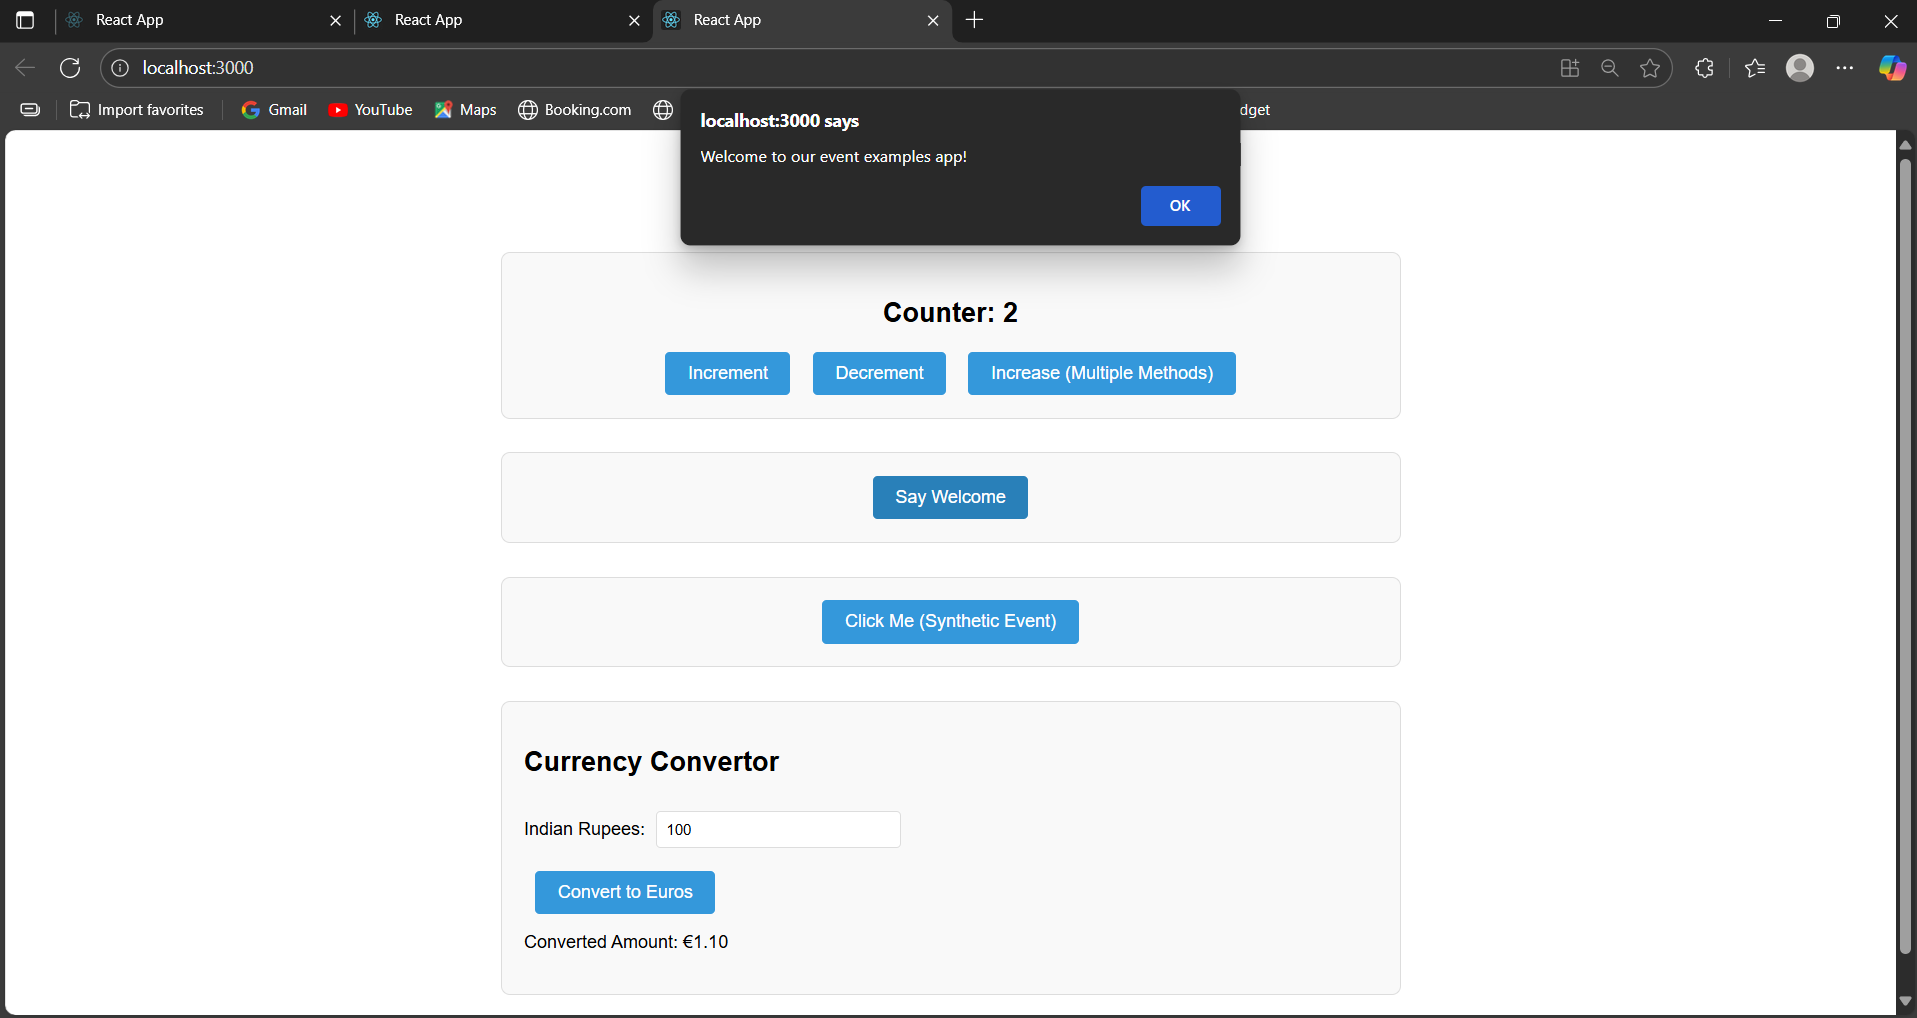 React App
React App
React App
localhost:3000
Import favorites
Gmail
YouTube
Maps
Booking.com
dget
localhost:3000 says
Welcome to our event examples app!
OK
Counter: 2
Increment
Decrement
Increase (Multiple Methods)
Say Welcome
Click Me (Synthetic Event)
Currency Convertor
Indian Rupees:
100
Convert to Euros
Converted Amount: €1.10